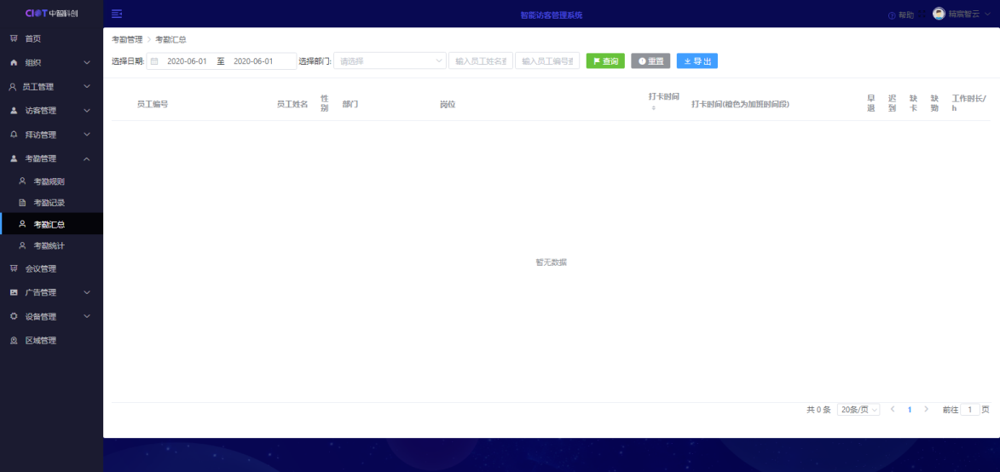 CIOT 中智科创
智能访客管理系统
帮助
精宸智云
首页
组织
员工管理
访客管理
拜访管理
考勤管理
考勤规则
考勤记录
考勤汇总
考勤统计
会议管理
广告管理
设备管理
区域管理
考勤管理 > 考勤汇总
选择日期: 2020-06-01 至 2020-06-01 选择部门: 请选择 输入员工姓名查 输入员工编号查 查询 重置 导出
员工编号 员工姓名 性别 部门 岗位 打卡时间 打卡时间(橙色为加班时间段) 早退 迟到 缺卡 缺勤 工作时长/h
暂无数据
共 0 条 20条/页 < 1 > 前往 1 页